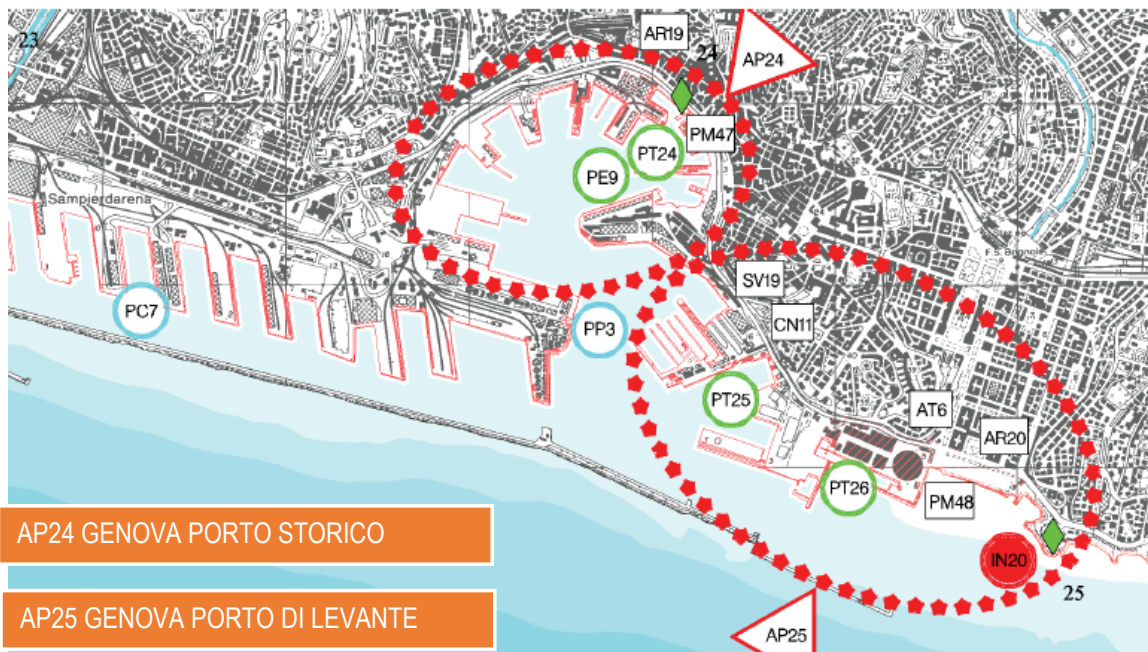 23
AR19
24
AP24
PM47
PT24
PE9
Sampierdarena
SV19
PC7
PP3
CN11
PT25
AT6
AR20
PT26
PM48
AP24 GENOVA PORTO STORICO
IN20
25
AP25 GENOVA PORTO DI LEVANTE
AP25